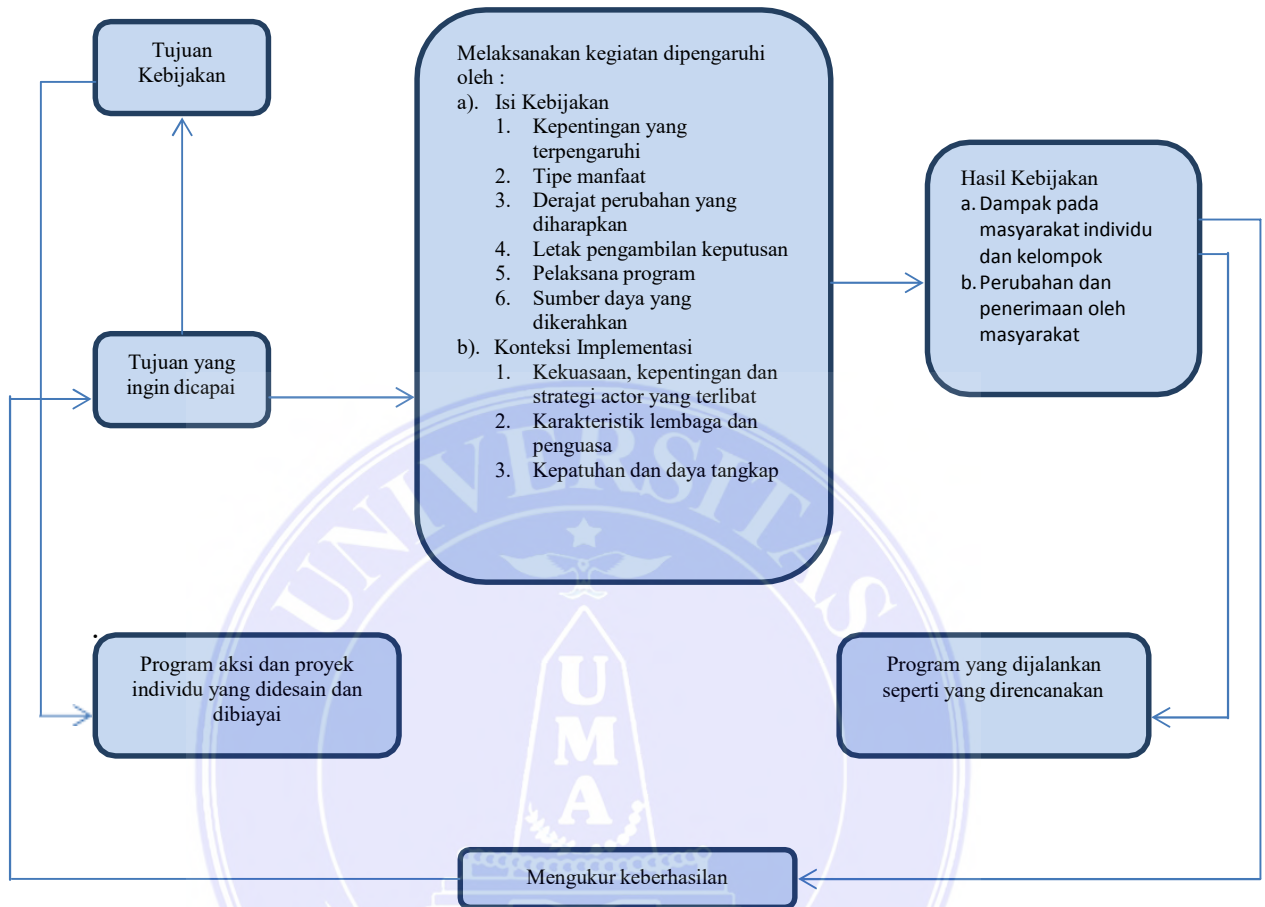 Tujuan
Kebijakan
Melaksanakan kegiatan dipengaruhi
oleh :
a). Isi Kebijakan
1. Kepentingan yang
terpengaruhi
2. Tipe manfaat
3. Derajat perubahan yang
diharapkan
4. Letak pengambilan keputusan
5. Pelaksana program
6. Sumber daya yang
dikerahkan
b). Konteksi Implementasi
1. Kekuasaan, kepentingan dan
strategi actor yang terlibat
2. Karakteristik lembaga dan
penguasa
3. Kepatuhan dan daya tangkap
Hasil Kebijakan
a. Dampak pada
masyarakat individu
dan kelompok
b. Perubahan dan
penerimaan oleh
masyarakat
Tujuan yang
ingin dicapai
UNIVERSITAS
.
Program aksi dan proyek
individu yang didesain dan
dibiayai
Program yang dijalankan
seperti yang direncanakan
U
M
A
Mengukur keberhasilan